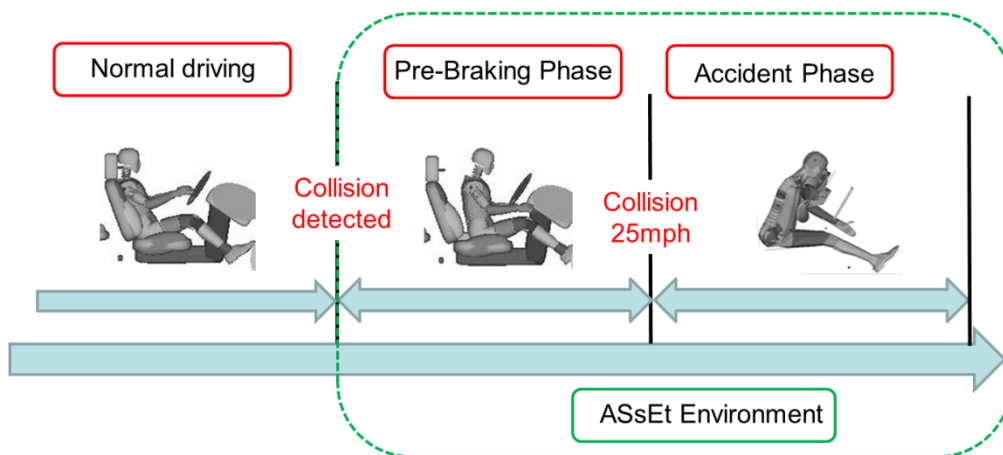 Normal driving
Pre-Braking Phase
Accident Phase
Collision
detected
Collision
25mph
ASsEt Environment